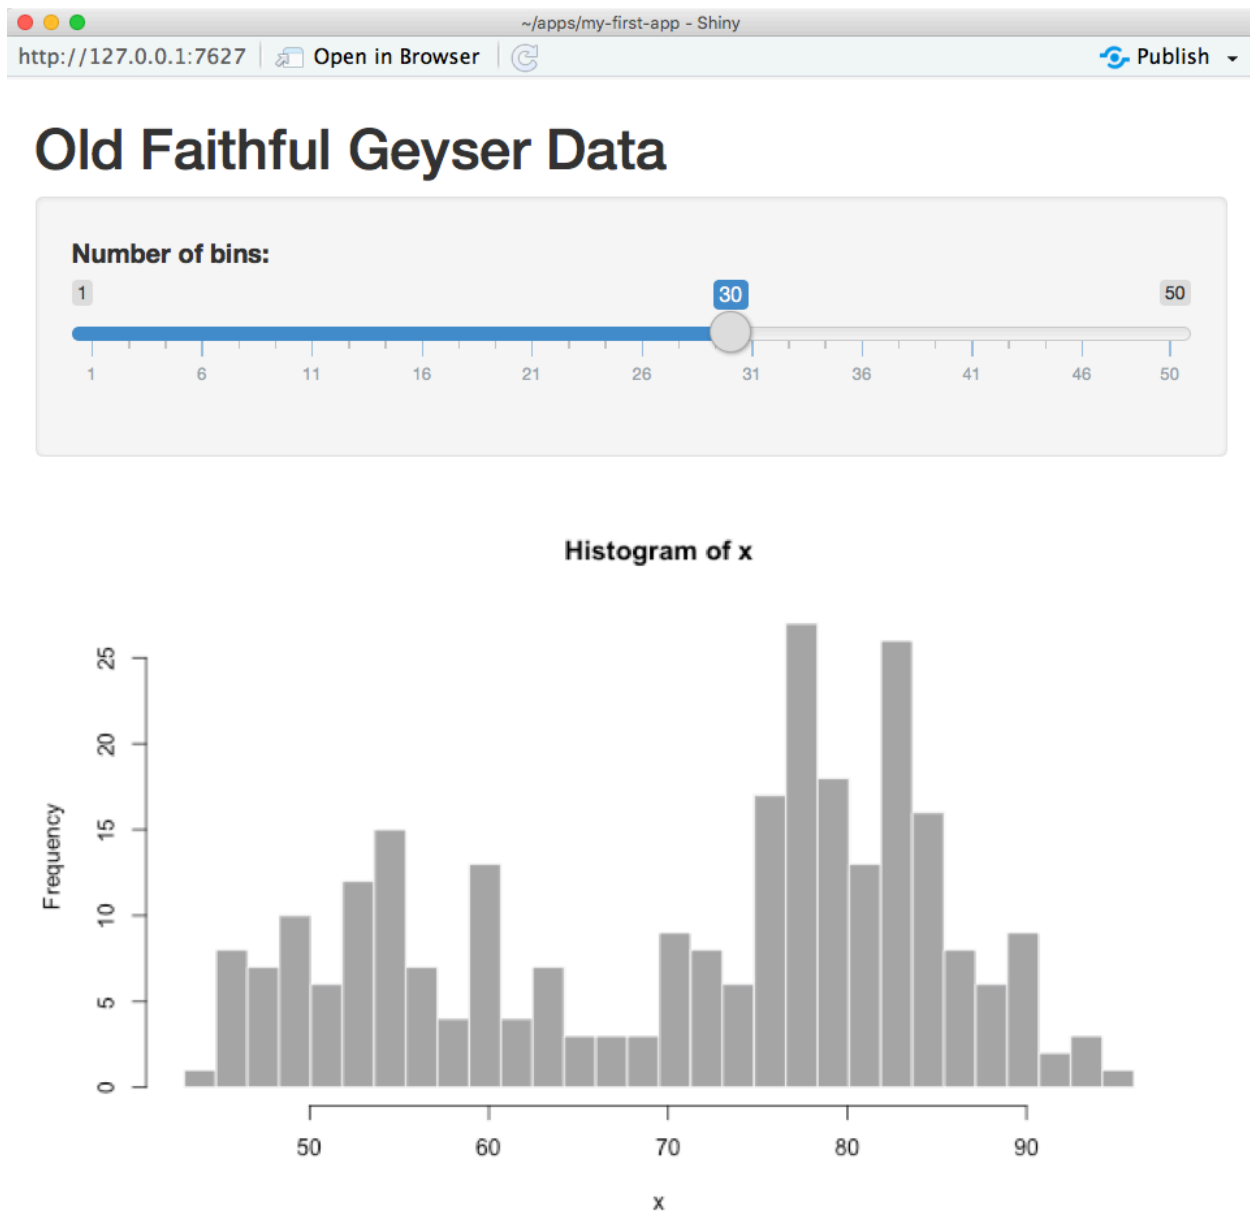 ~/apps/my-first-app - Shiny
http://127.0.0.1:7627 Open in Browser Publish
Old Faithful Geyser Data
Number of bins:
1 30 50
1 6 11 16 21 26 31 36 41 46 50
Histogram of x
Frequency
25
20
15
10
5
0
50 60 70 80 90
x